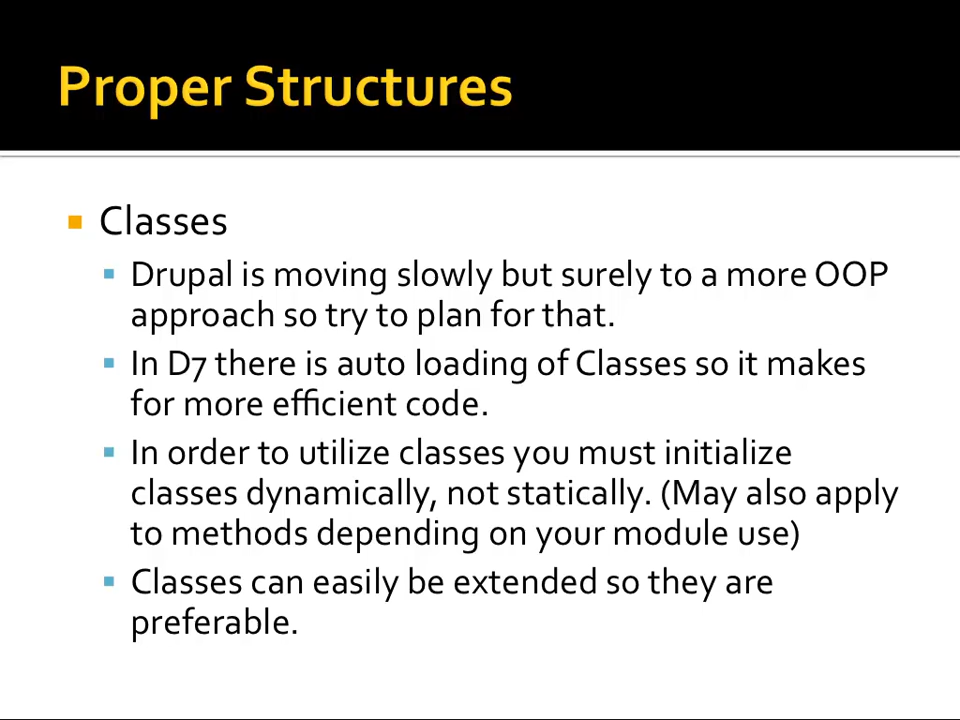 Proper Structures
Classes
Drupal is moving slowly but surely to a more OOP
approach so try to plan for that.
In D7 there is auto loading of Classes so it makes
for more efficient code.
In order to utilize classes you must initialize
classes dynamically, not statically. (May also apply
to methods depending on your module use)
Classes can easily be extended so they are
preferable.